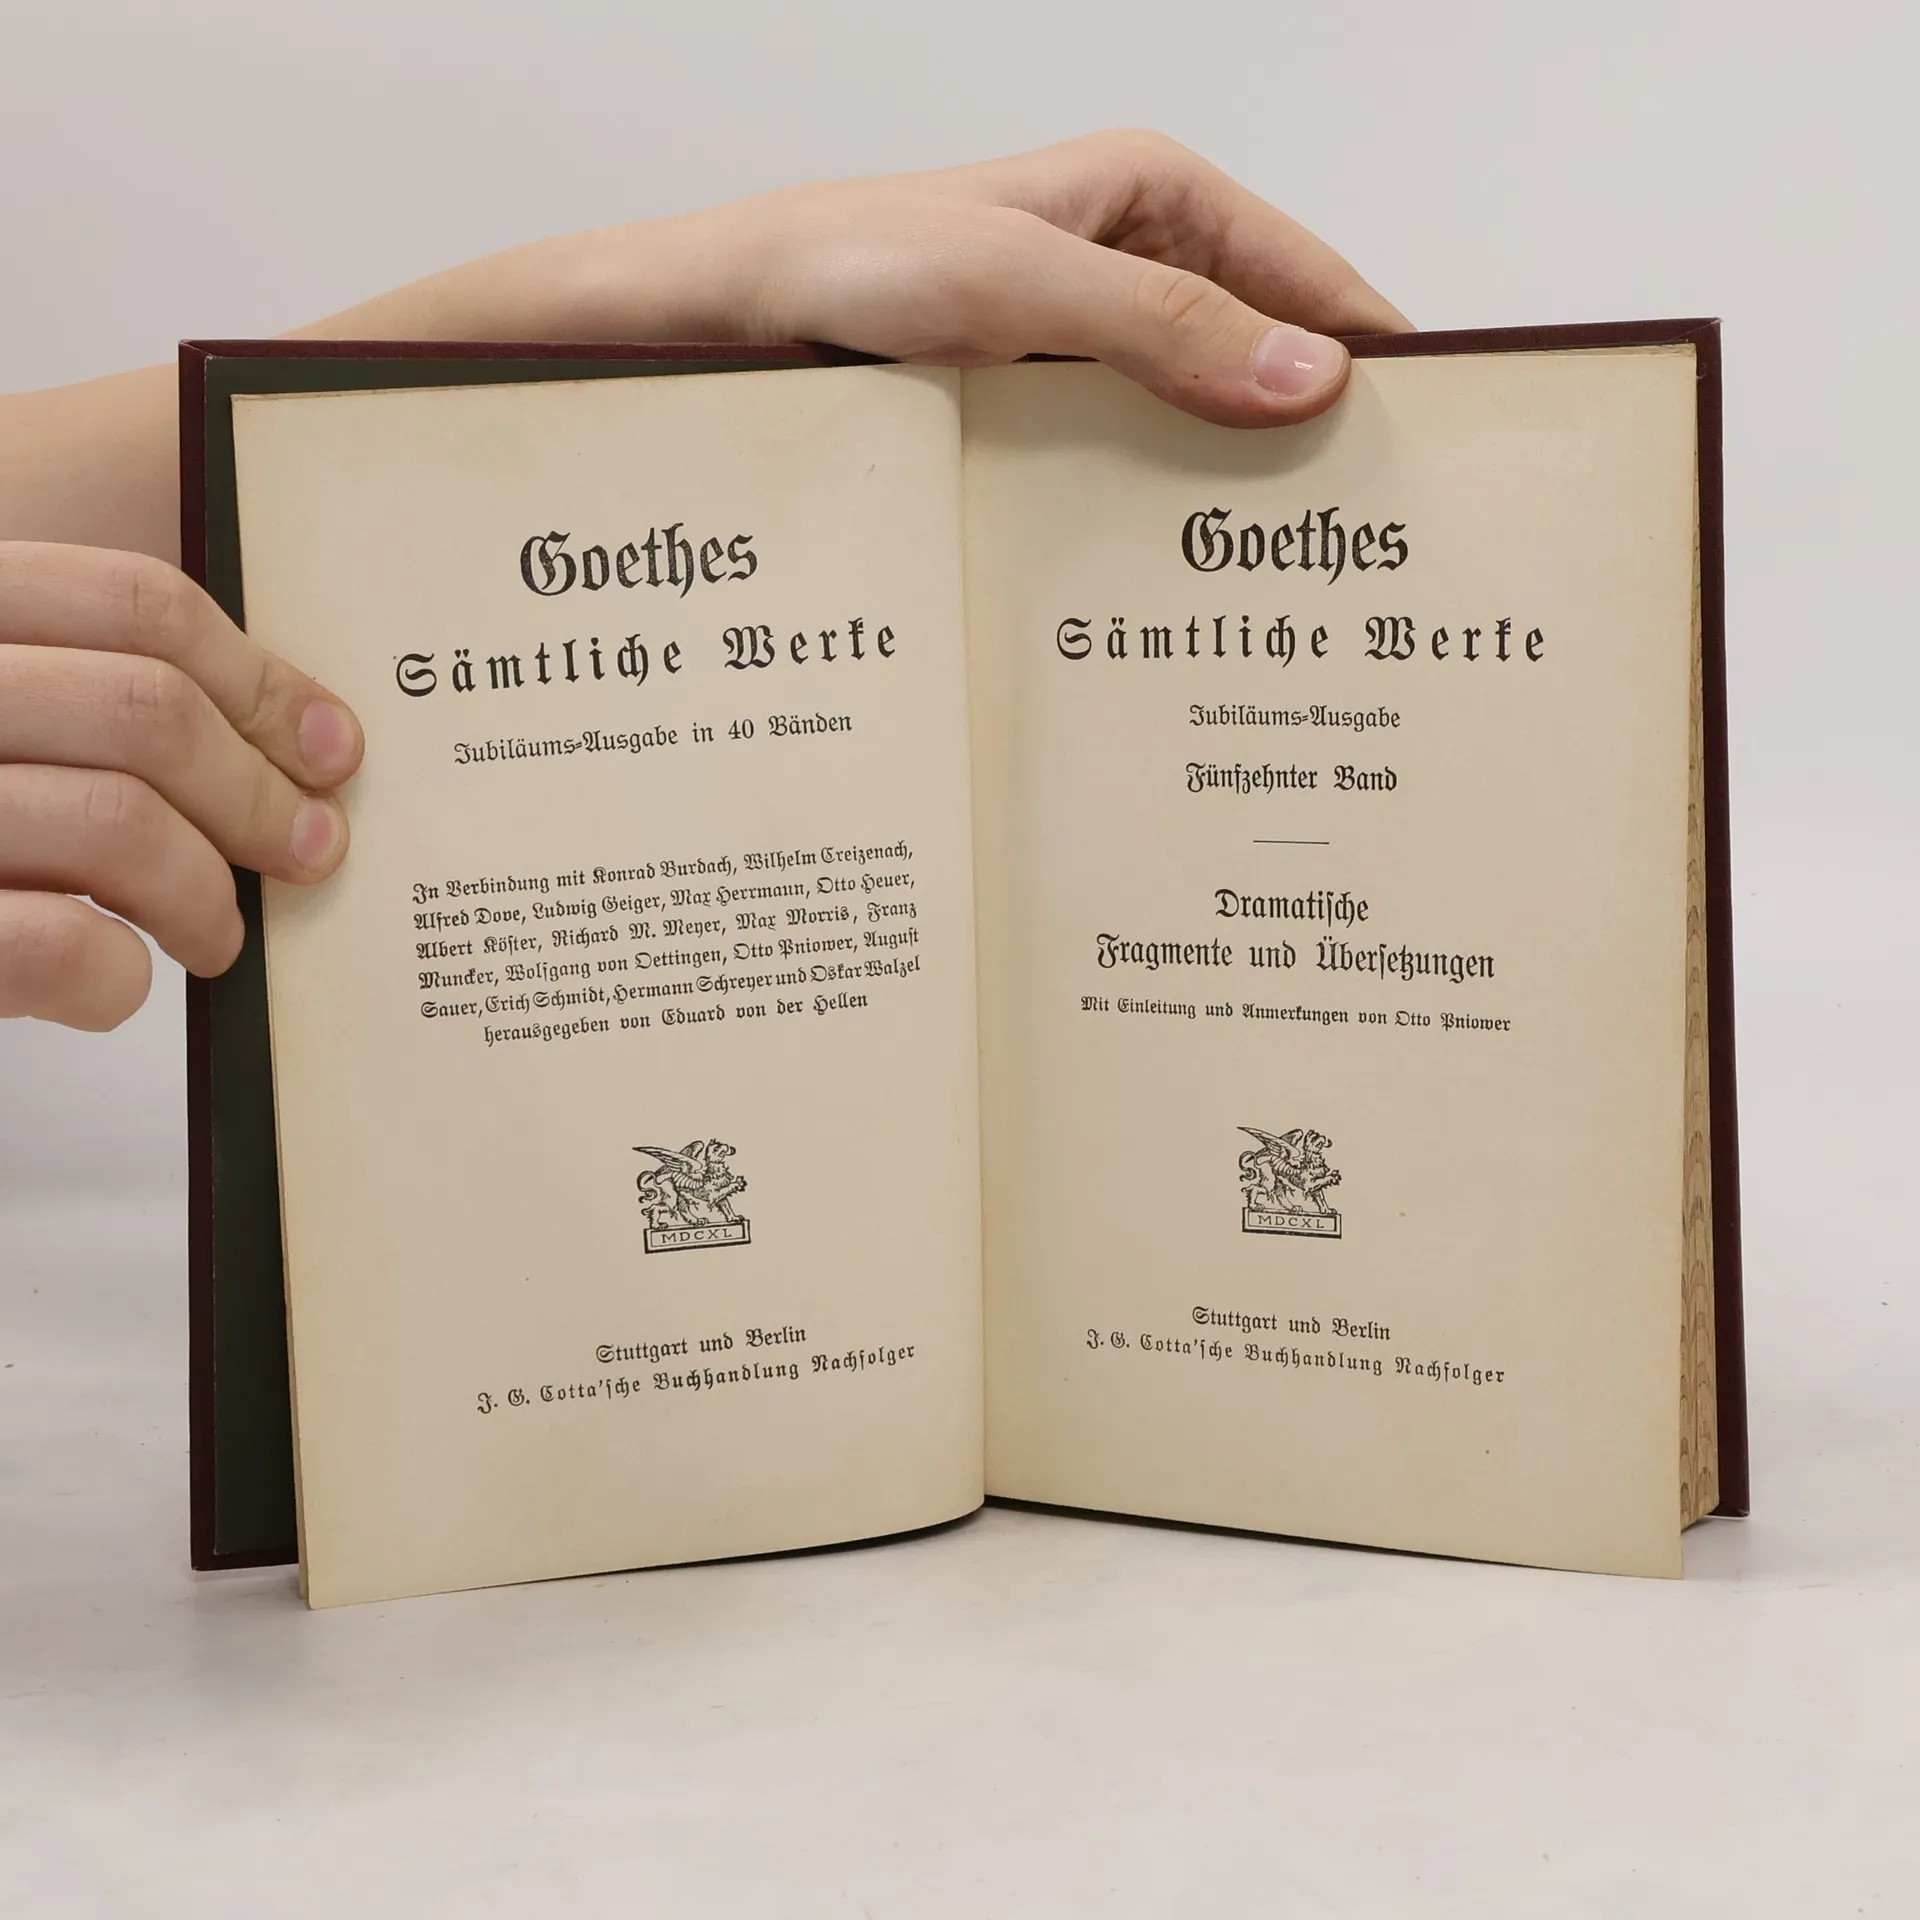 Goethes
Sämtliche Werke
Jubiläums-Ausgabe in 40 Bänden
In Verbindung mit Konrad Burdach, Wilhelm Creizenach,
Alfred Dove, Ludwig Geiger, Max Herrmann, Otto Heuer,
Albert Köster, Richard M. Meyer, Max Morris, Franz
Muncker, Wolfgang von Oettingen, Otto Pniower, August
Sauer, Erich Schmidt, Hermann Schreyer und Oskar Walzel
herausgegeben von Eduard von der Hellen
MDCXL
Stuttgart und Berlin
J. G. Cotta'sche Buchhandlung Nachfolger
Goethes
Sämtliche Werke
Jubiläums-Ausgabe
Fünfzehnter Band
Dramatische
Fragmente und Übersetzungen
Mit Einleitung und Anmerkungen von Otto Pniower
MDCXL
Stuttgart und Berlin
J. G. Cotta'sche Buchhandlung Nachfolger